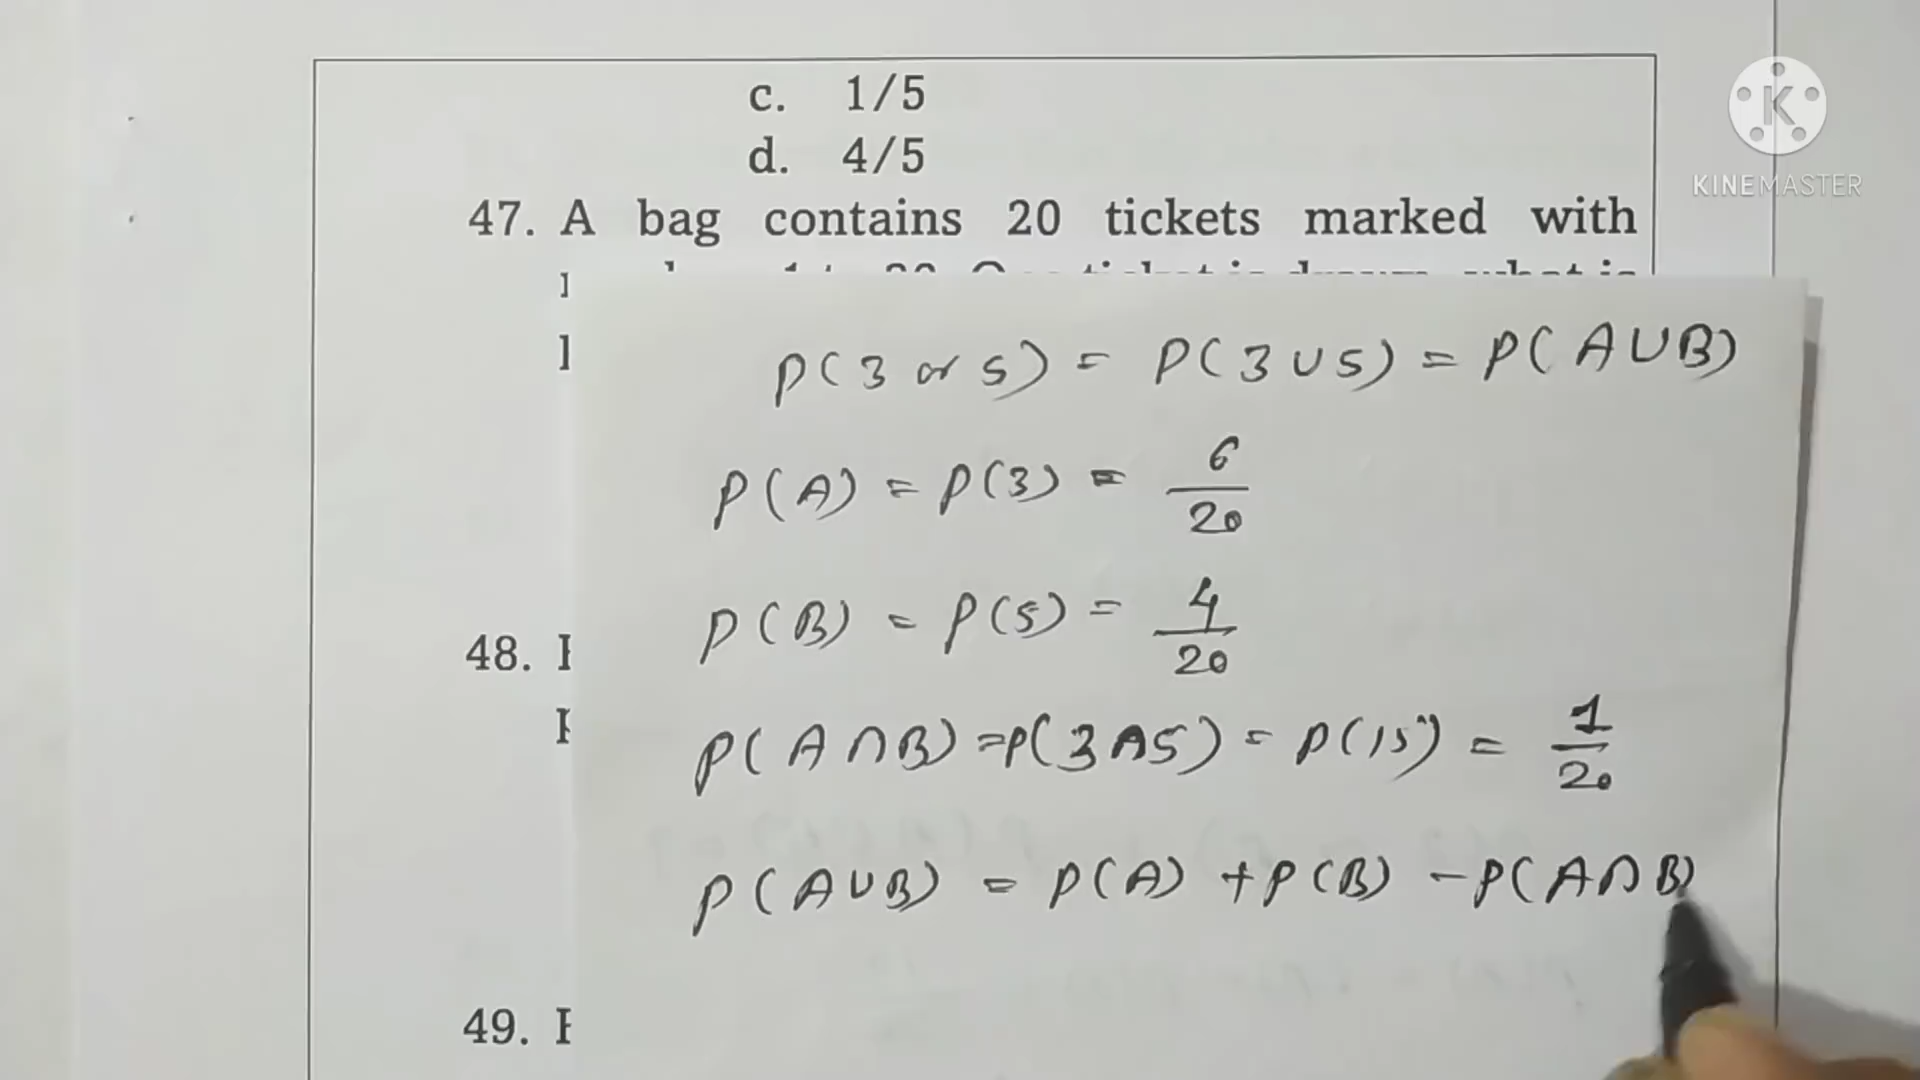 c. 1/5
d. 4/5
KINEMASTER
47. A bag contains 20 tickets marked with
P(3 or 5) = P(3 ∪ 5) = P(A ∪ B)
P(A) = P(3) = 6/20
P(B) = P(5) = 4/20
48.
P(A ∩ B) = P(3 ∩ 5) = P(15) = 1/20
P(A ∪ B) = P(A) + P(B) - P(A ∩ B)
49.